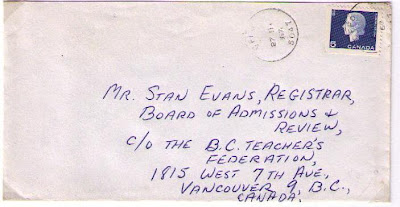 5
CANADA
MR. STAN EVANS, REGISTRAR,
BOARD OF ADMISSIONS &
REVIEW,
c/o THE B.C. TEACHER'S
FEDERATION,
1815 WEST 7TH AVE,
VANCOUVER 9, B.C.,
CANADA.